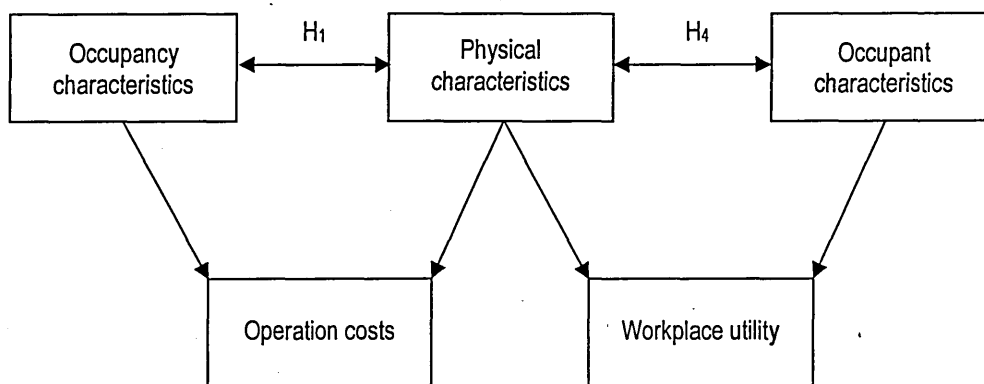 H1
H4
Occupancy
characteristics
Physical
characteristics
Occupant
characteristics
Operation costs
Workplace utility